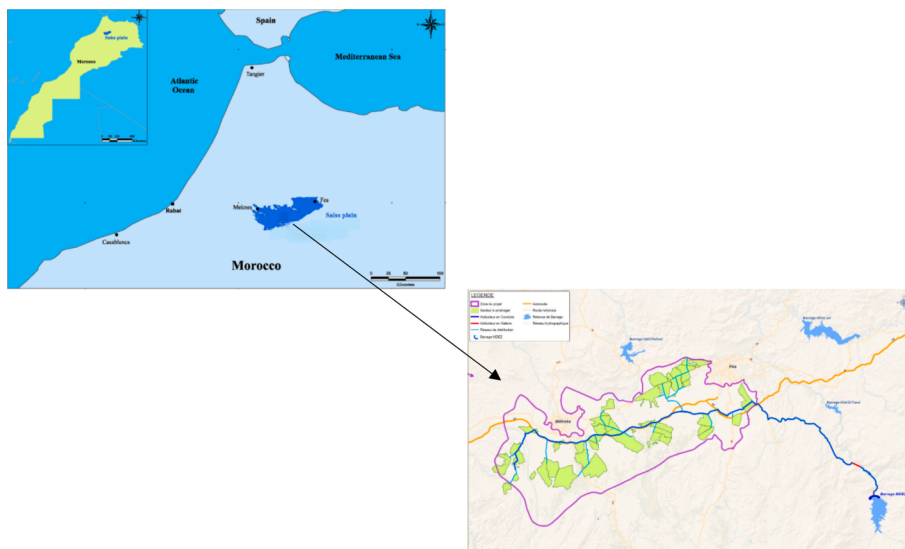 Saiss plain
Morocco
Spain
Mediterranean Sea
Atlantic
Ocean
Tangier
Rabat
Casablanca
Meknes
Fes
Saiss plain
Morocco
LEGENDE
Zone du projet
Secteur à aménager
Adducteur en Conduite
Adducteur en Galerie
Réseau de distribution
Barrage MDEZ
Autoroute
Route nationale
Retenue de Barrage
Réseau hydrographique
Fès
Meknès
Barrage MDEZ